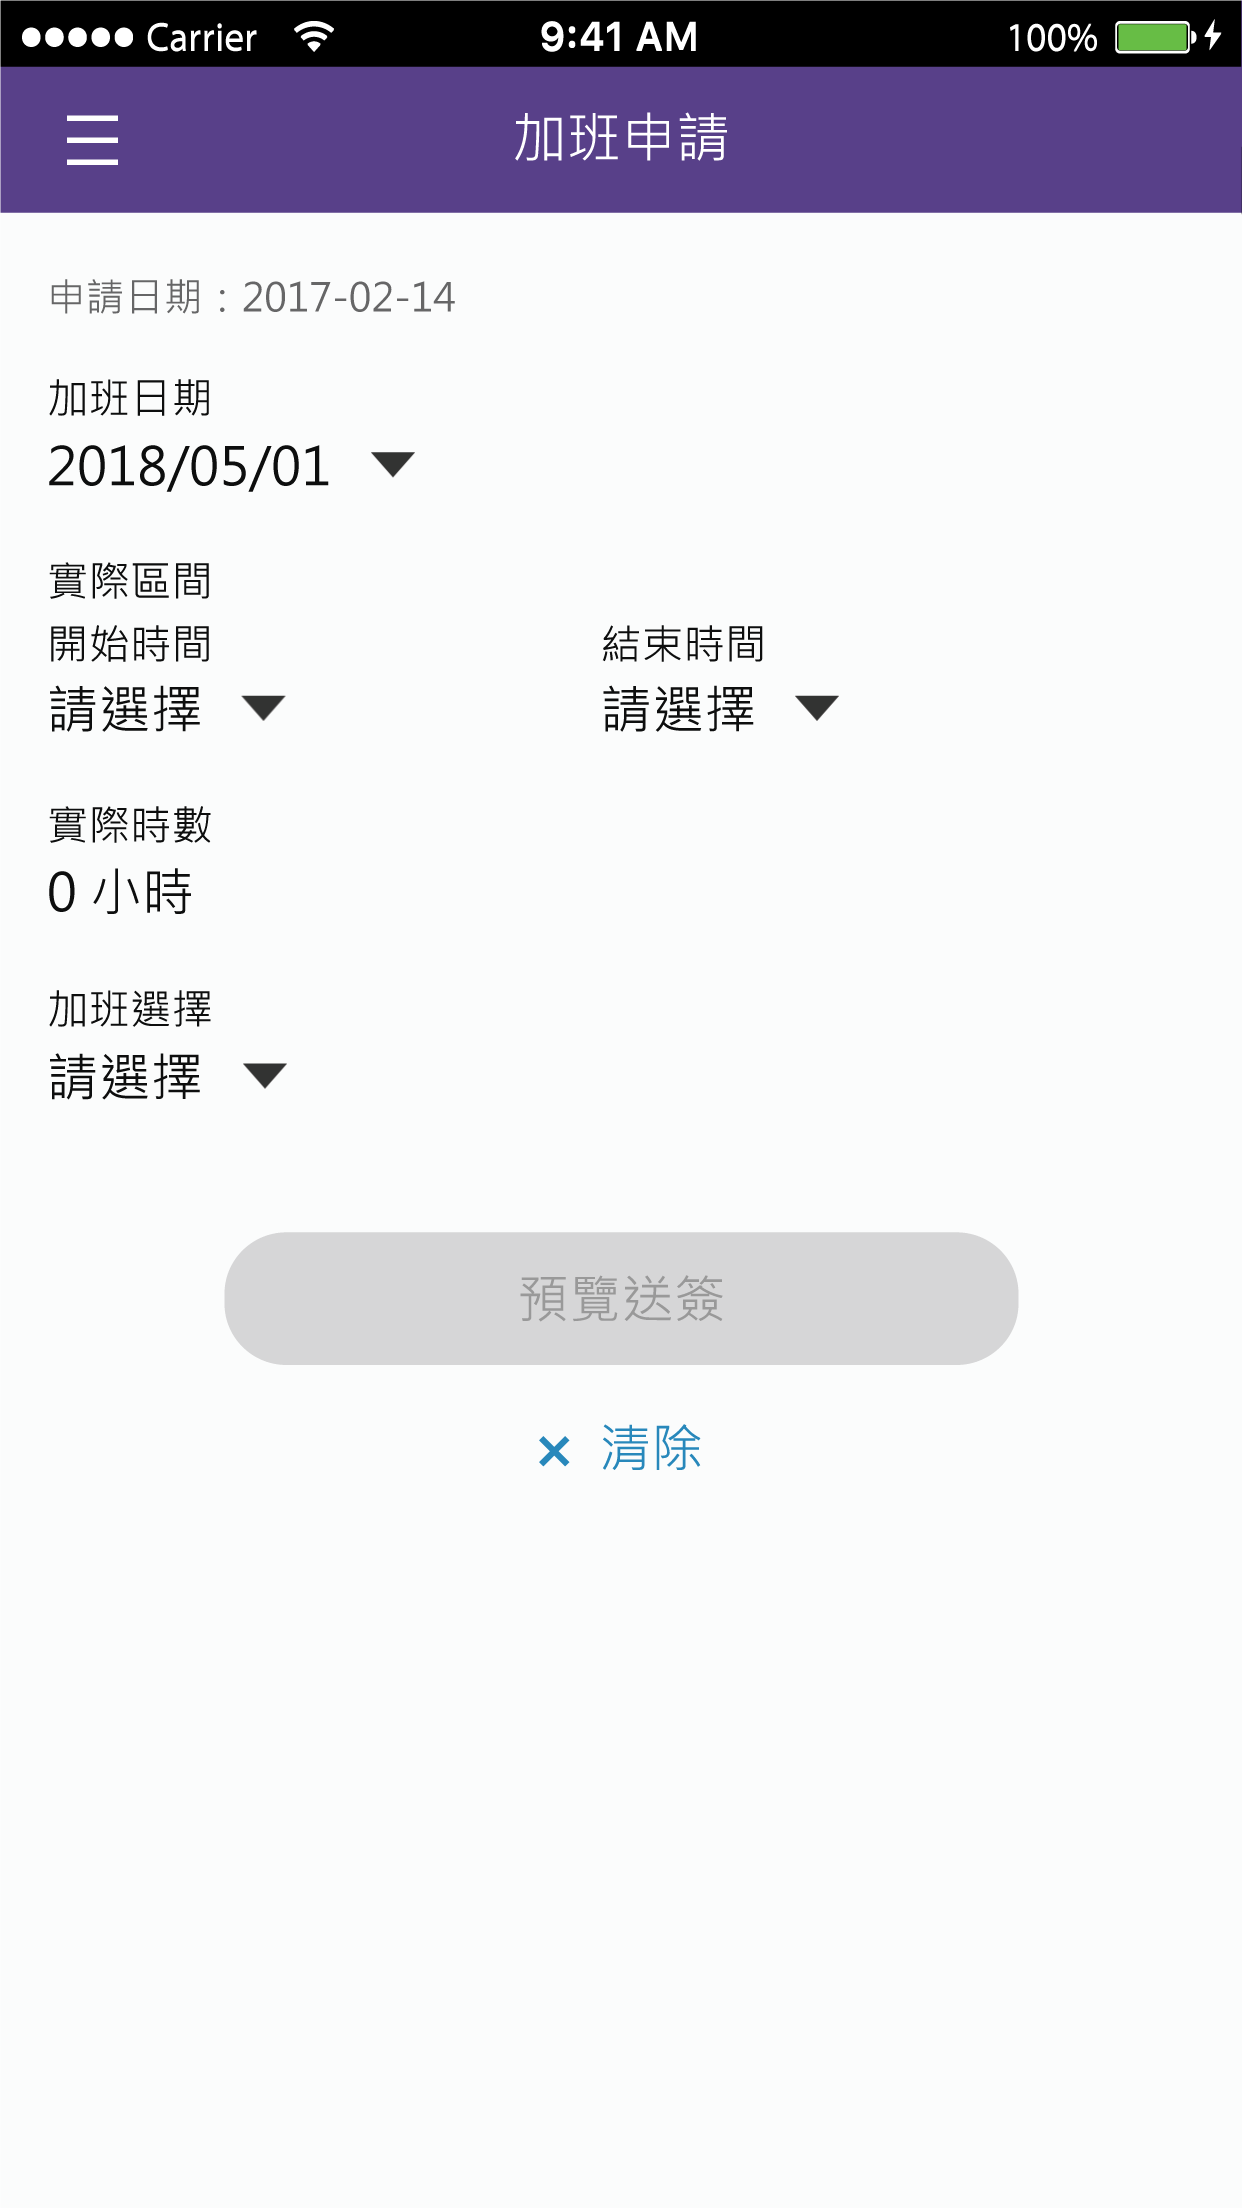 Carrier 9:41 AM 100%
加班申請
申請日期：2017-02-14
加班日期
2018/05/01
實際區間
開始時間 結束時間
請選擇 請選擇
實際時數
0 小時
加班選擇
請選擇
預覽送簽
× 清除